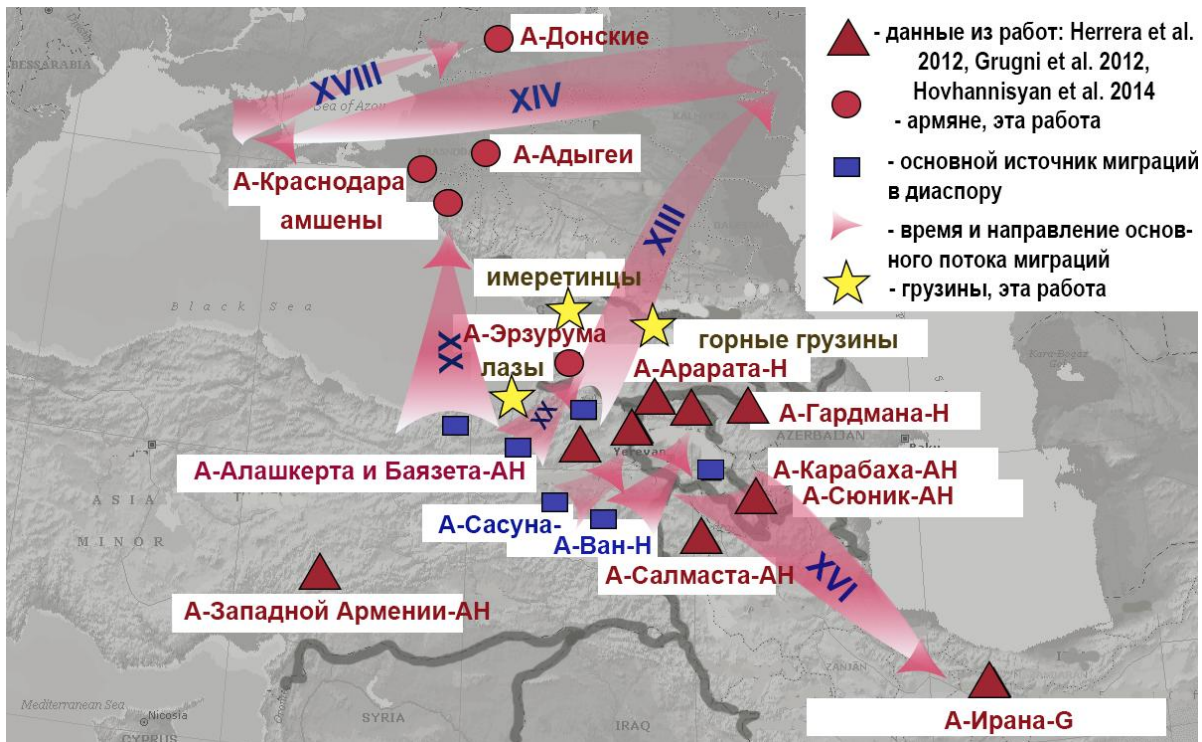 BESSARABIA
А-Донские
XVIII
Sea of Azov
XIV
А-Адыгеи
А-Краснодара
амшены
XIII
Black Sea
имеретинцы
А-Эрзурума
горные грузины
лазы
XX
XX
А-Арарата-Н
А-Гардмана-Н
AZERBAIJAN
Baku
Yerevan
А-Алашкерта и Баязета-АН
А-Карабаха-АН
А-Сюник-АН
ASIA
MINOR
А-Сасуна-
А-Ван-Н
А-Салмаста-АН
XVI
А-Западной Армении-АН
ZANJAN
Mediterranean Sea
Nicosia
CYPRUS
SYRIA
IRAQ
А-Ирана-G
Kara-Bogaz
- данные из работ: Herrera et al.
2012, Grugni et al. 2012,
Hovhannisyan et al. 2014
- армяне, эта работа
- основной источник миграций
в диаспору
- время и направление основ-
ного потока миграций
- грузины, эта работа